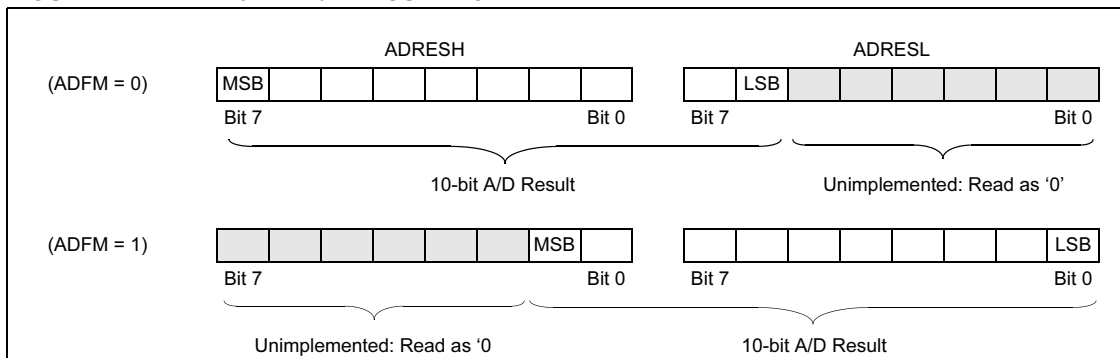 ADRESH ADRESL
(ADFM = 0) MSB LSB
Bit 7 Bit 0 Bit 7 Bit 0
10-bit A/D Result Unimplemented: Read as ‘0’
(ADFM = 1) MSB LSB
Bit 7 Bit 0 Bit 7 Bit 0
Unimplemented: Read as ‘0 10-bit A/D Result